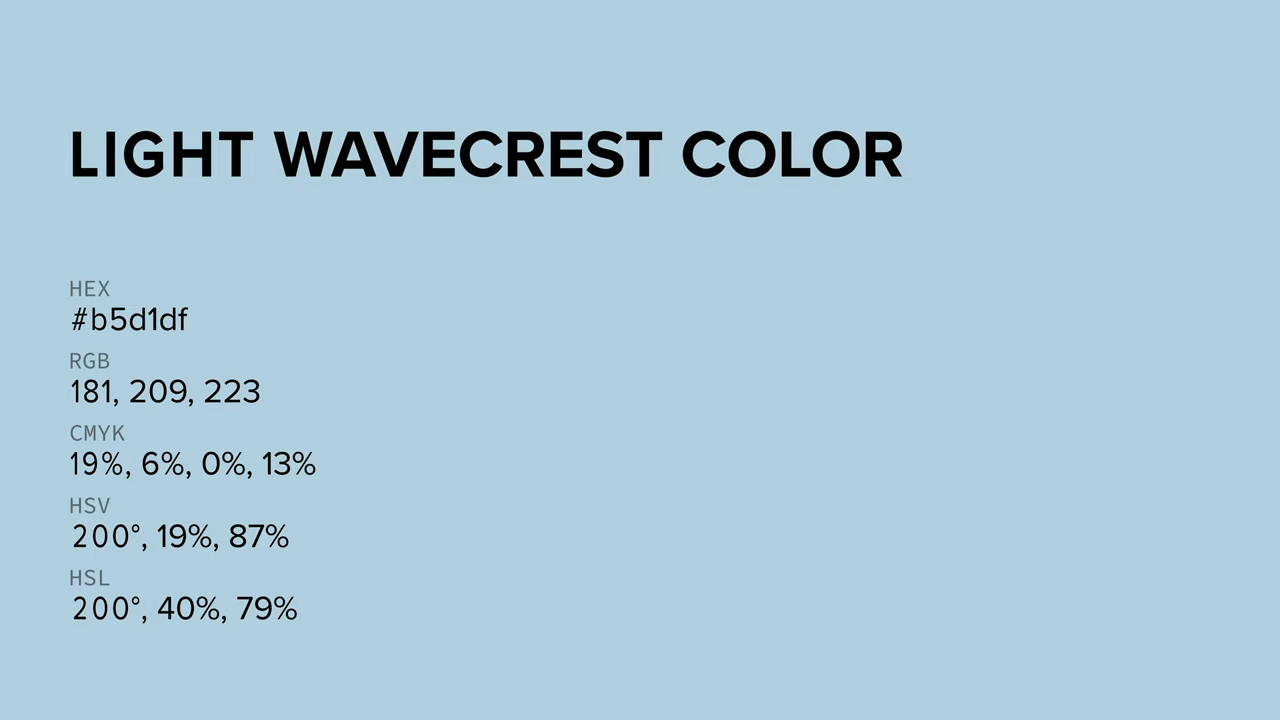 LIGHT WAVECREST COLOR
HEX
#b5d1df
RGB
181, 209, 223
CMYK
19%, 6%, 0%, 13%
HSV
200°, 19%, 87%
HSL
200°, 40%, 79%